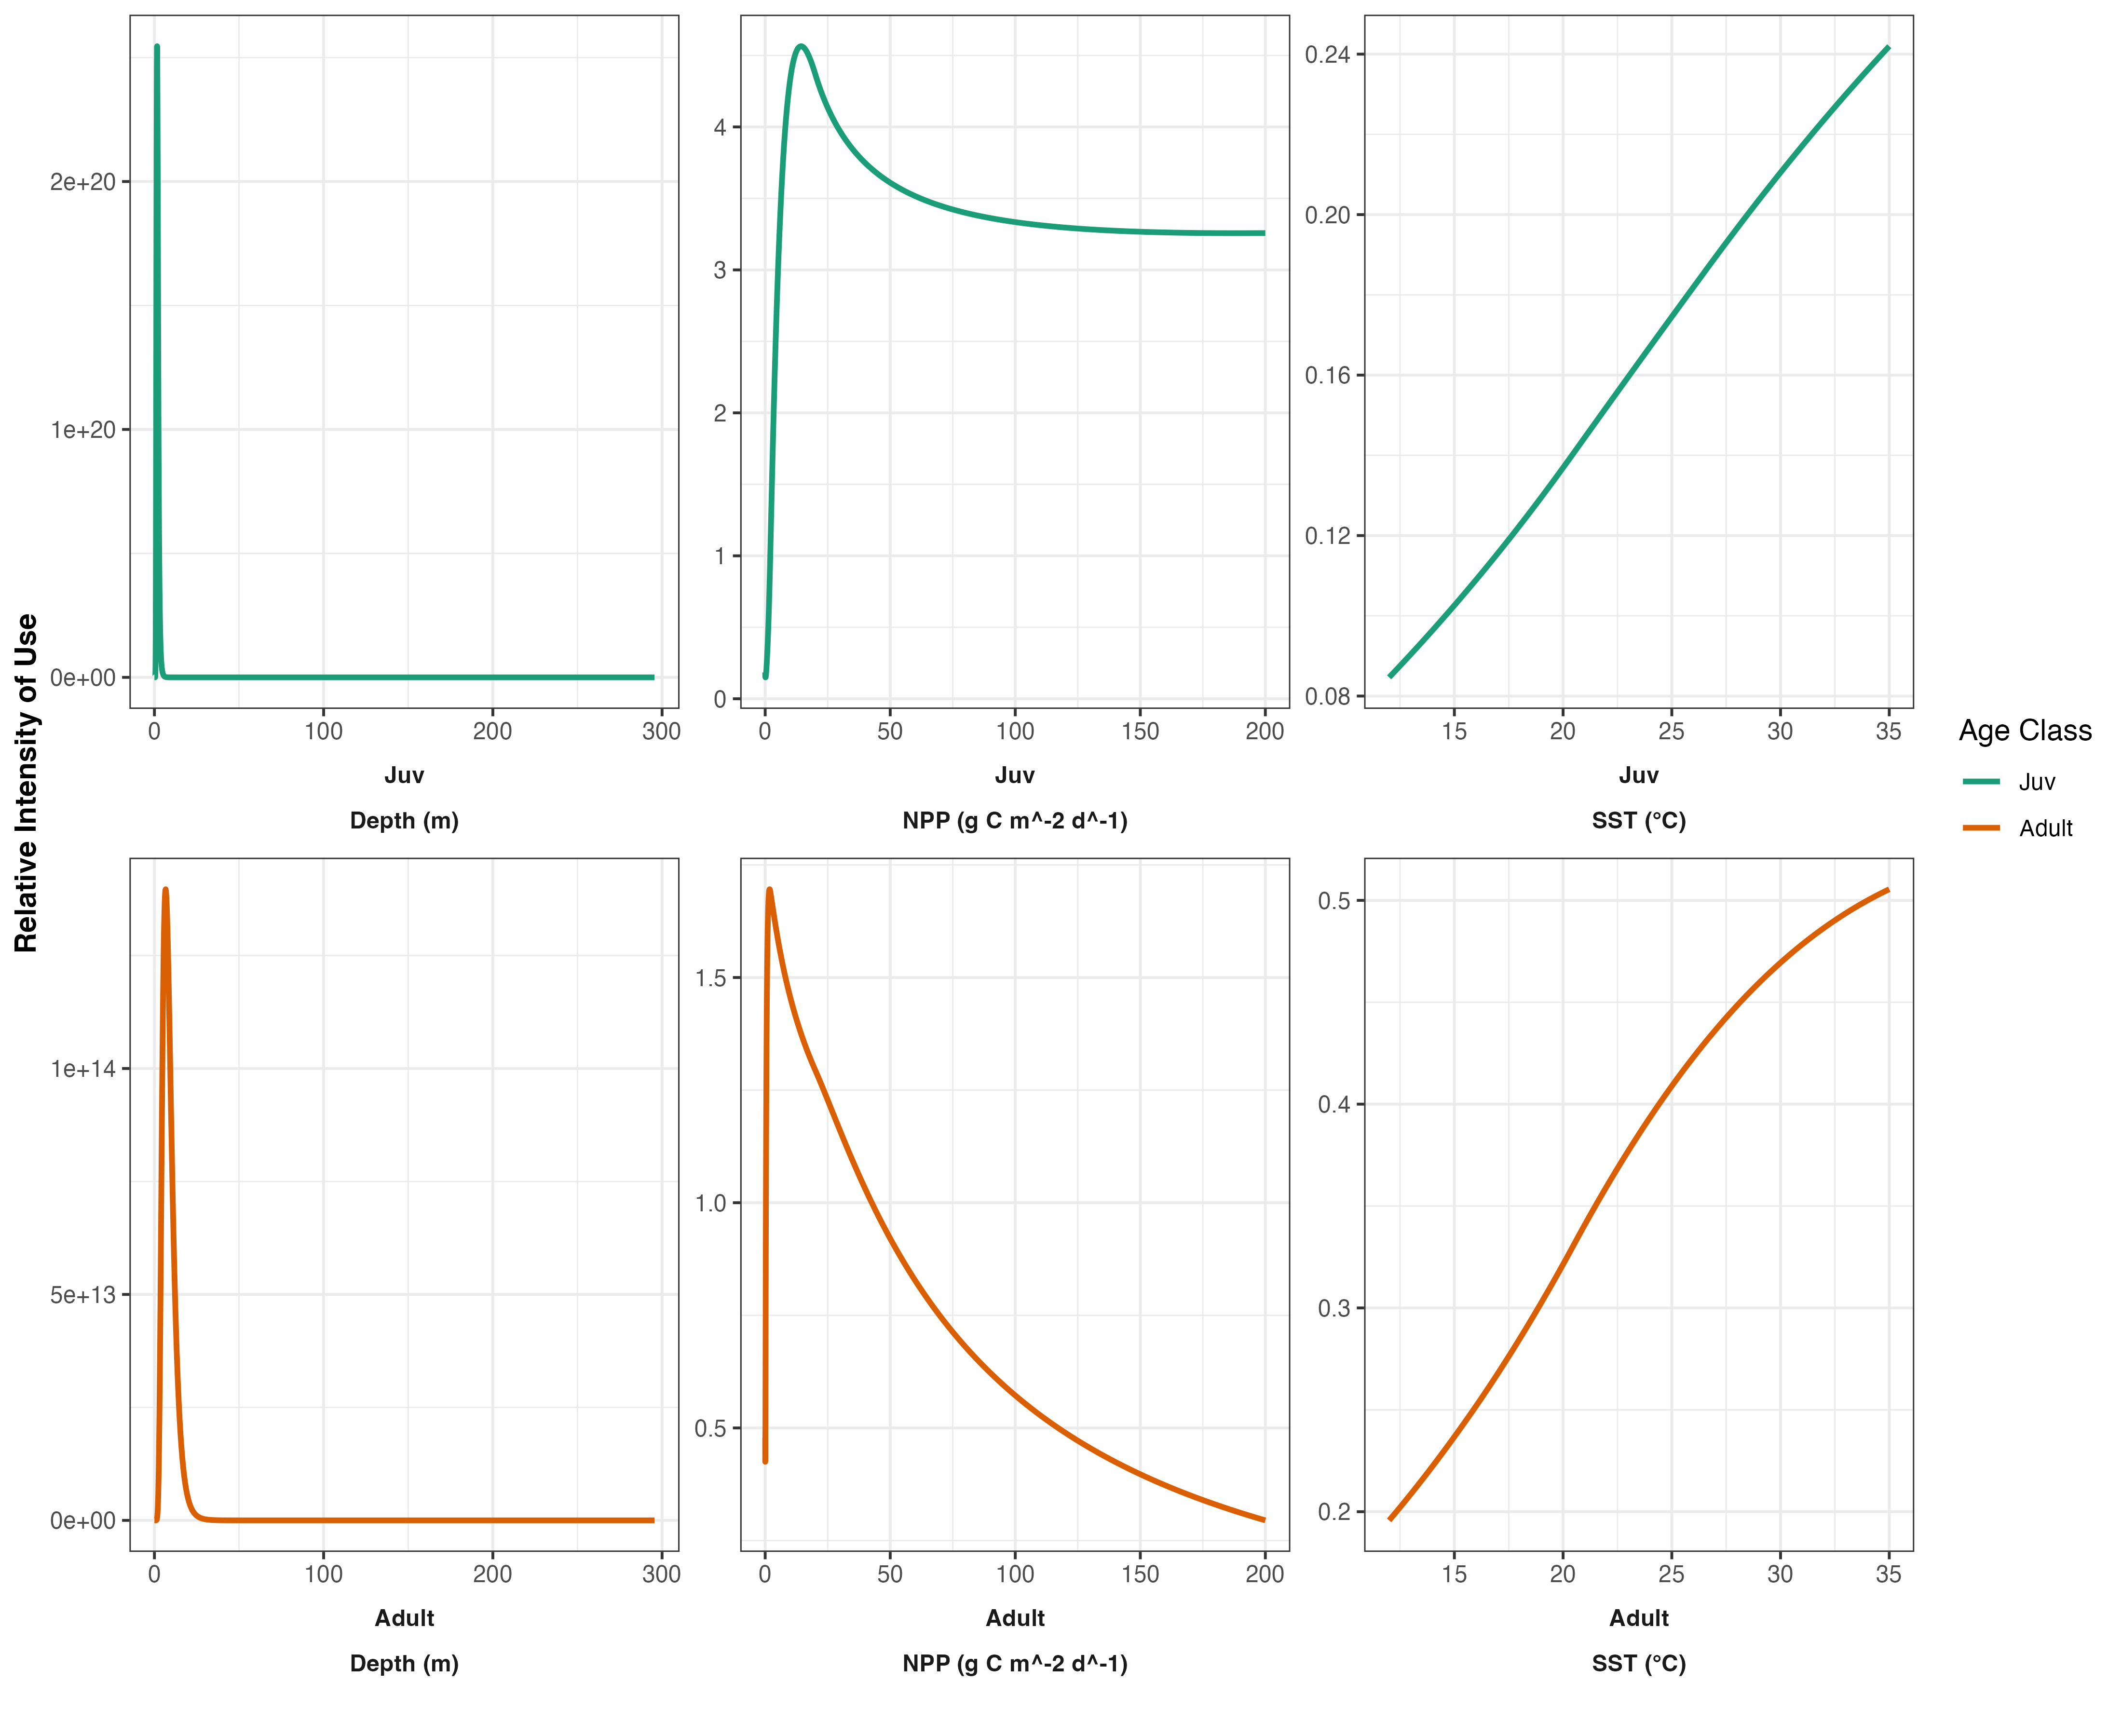 Relative Intensity of Use
2e+20
1e+20
0e+00
0 100 200 300
Juv
Depth (m)
4
3
2
1
0
0 50 100 150 200
Juv
NPP (g C m^-2 d^-1)
0.24
0.20
0.16
0.12
0.08
15 20 25 30 35
Juv
SST (°C)
Age Class
Juv
Adult
1e+14
5e+13
0e+00
0 100 200 300
Adult
Depth (m)
1.5
1.0
0.5
0 50 100 150 200
Adult
NPP (g C m^-2 d^-1)
0.5
0.4
0.3
0.2
15 20 25 30 35
Adult
SST (°C)